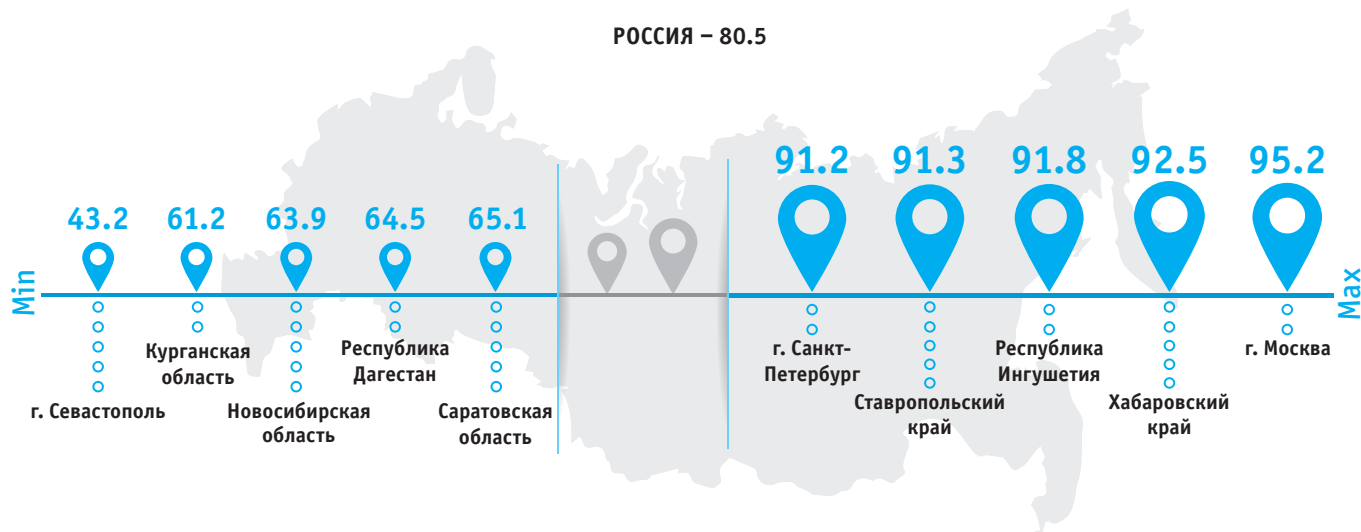 РОССИЯ – 80.5
43.2
61.2
63.9
64.5
65.1
91.2
91.3
91.8
92.5
95.2
Min
Max
г. Севастополь
Курганская
область
Новосибирская
область
Республика
Дагестан
Саратовская
область
г. Санкт-
Петербург
Ставропольский
край
Республика
Ингушетия
Хабаровский
край
г. Москва